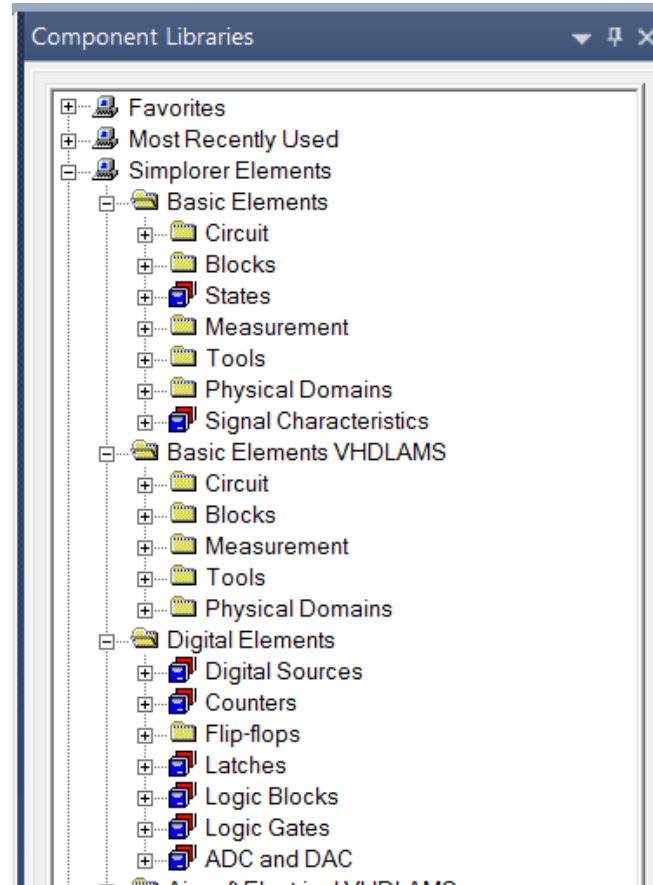 Component Libraries
Favorites
Most Recently Used
Simplorer Elements
Basic Elements
Circuit
Blocks
States
Measurement
Tools
Physical Domains
Signal Characteristics
Basic Elements VHDLAMS
Circuit
Blocks
Measurement
Tools
Physical Domains
Digital Elements
Digital Sources
Counters
Flip-flops
Latches
Logic Blocks
Logic Gates
ADC and DAC